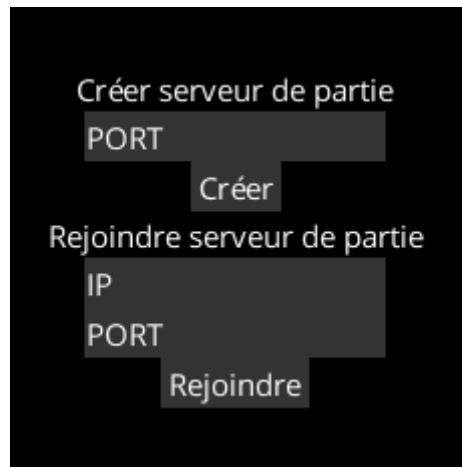 Créer serveur de partie
PORT
Créer
Rejoindre serveur de partie
IP
PORT
Rejoindre